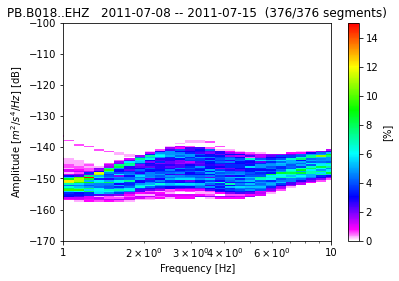 PB.B018..EHZ 2011-07-08 -- 2011-07-15 (376/376 segments)
Amplitude [m²/s⁴/Hz] [dB]
−100
−110
−120
−130
−140
−150
−160
−170
1
2 × 10⁰
3 × 10⁰
4 × 10⁰
6 × 10⁰
10
Frequency [Hz]
14
12
10
8
6
4
2
0
[%]